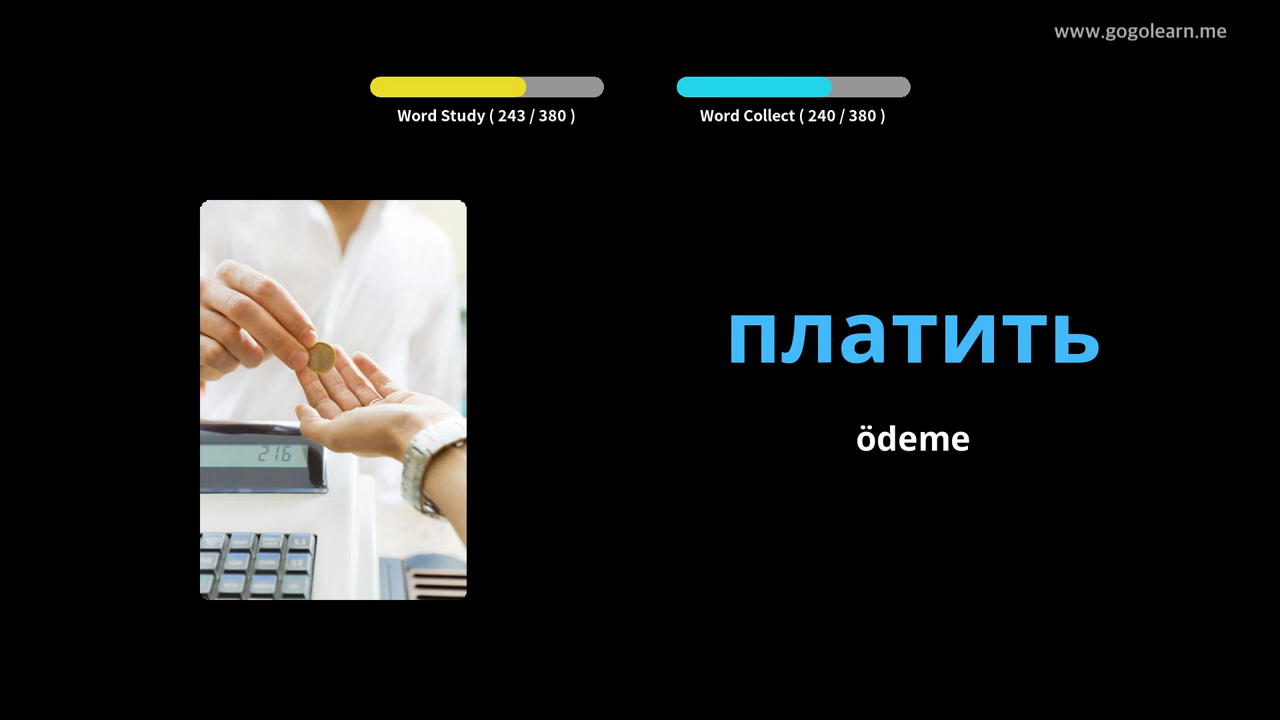 www.gogolearn.me
Word Study ( 243 / 380 )
Word Collect ( 240 / 380 )
216
платить
ödeme